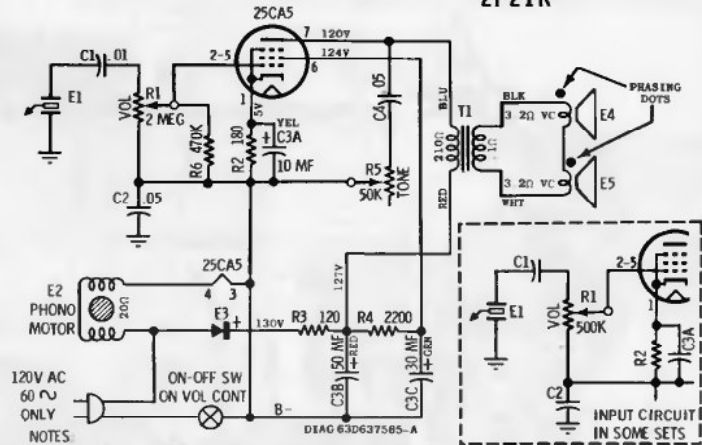 25CA5
7 120V
C1 .01
2-5
124V
6
E1
VOL
R1
2 MEG
1
5V
YEL
C3A
10 MF
R2 180
R6 470K
C4 .05
R5
50K
TONE
C2 .05
BLU
T1
210Ω
RED
BLK
WHT
PHASING
DOTS
3.2Ω VC
E4
3.2Ω VC
E5
25CA5
4 3
E2
PHONO
MOTOR
20Ω
E3
+
130V
127V
R3 120
R4 2200
C3B 50 MF
+RED
C3C 30 MF
+GRN
120V AC
60 ~
ONLY
ON-OFF SW
ON VOL CONT
B-
DIAG 63D637585-A
NOTES:
C1
2-5
E1
VOL
R1
500K
1
R2
C3A
C2
INPUT CIRCUIT
IN SOME SETS